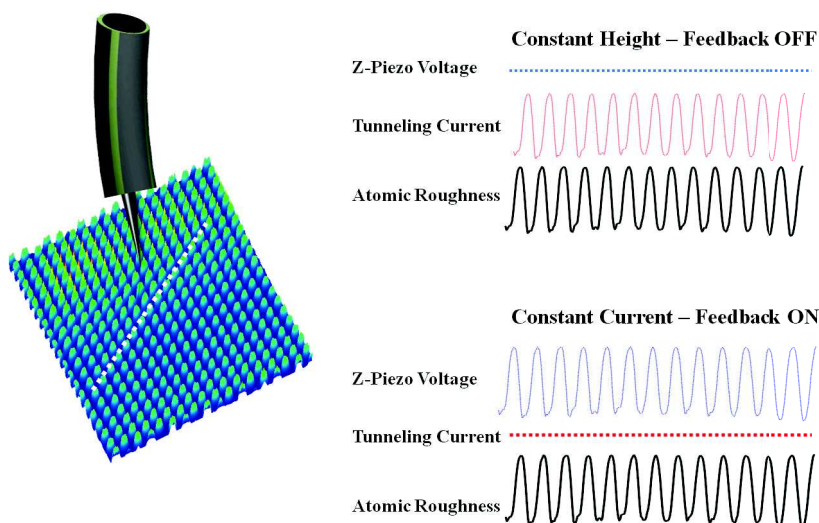 Constant Height – Feedback OFF
Z-Piezo Voltage
Tunneling Current
Atomic Roughness
Constant Current – Feedback ON
Z-Piezo Voltage
Tunneling Current
Atomic Roughness